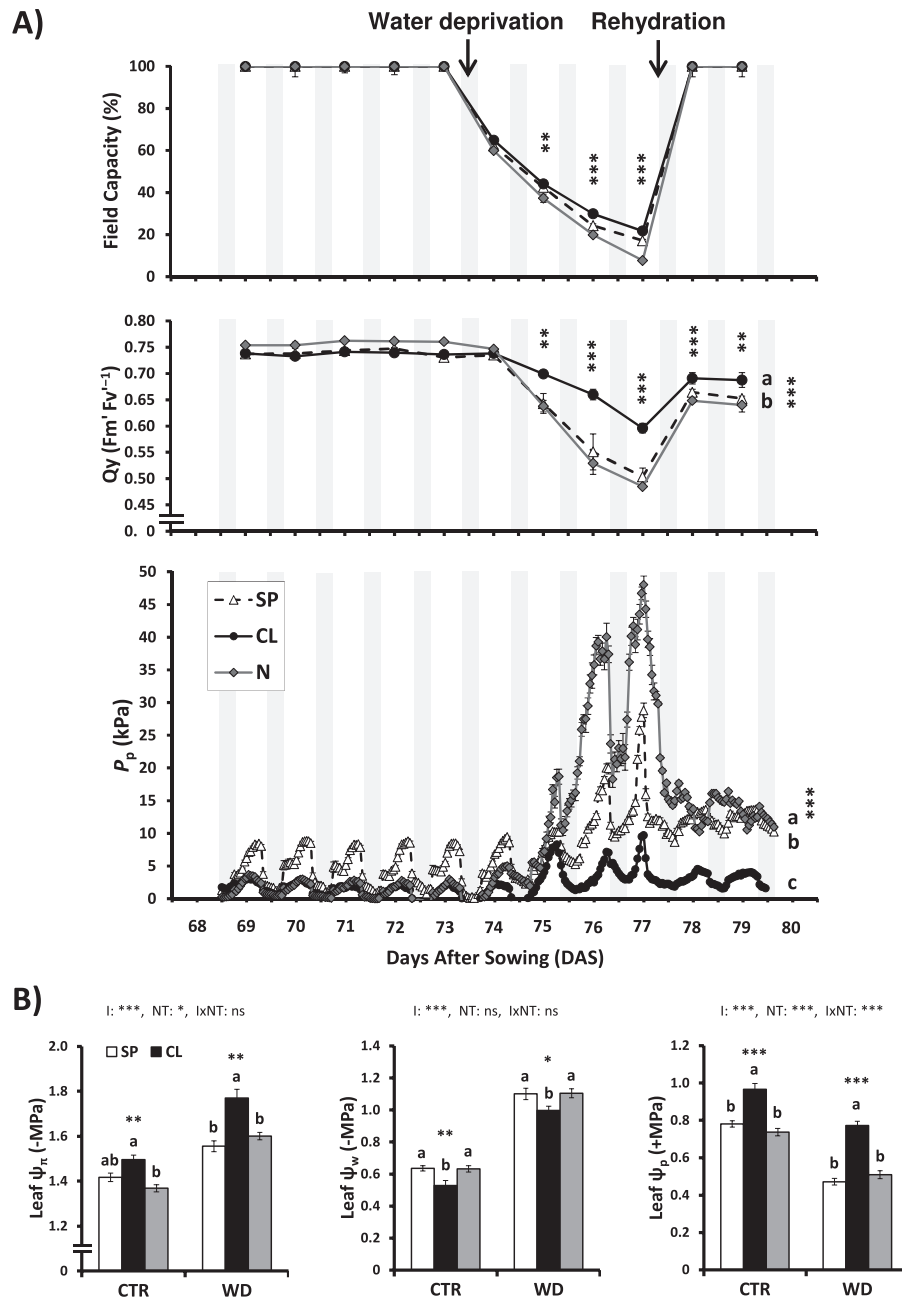 A)
Water deprivation
Rehydration
Field Capacity (%)
100
80
60
40
20
0
**
***
***
Qy (Fm' Fv'⁻¹)
0.80
0.75
0.70
0.65
0.60
0.55
0.50
0.45
0. 0
**
***
***
***
**
a
b
***
Pp (kPa)
50
45
40
35
30
25
20
15
10
5
0
SP
CL
N
a
b
c
***
68 69 70 71 72 73 74 75 76 77 78 79 80
Days After Sowing (DAS)
B)
I: ***, NT: *, IxNT: ns
Leaf Ψπ (-MPa)
2.0
1.8
1.6
1.4
1.2
0
SP CL
**
ab a b
**
b a b
CTR WD
I: ***, NT: ns, IxNT: ns
Leaf Ψw (-MPa)
1.4
1.2
1.0
0.8
0.6
0.4
0.2
0
**
a b a
*
a b a
CTR WD
I: ***, NT: ***, IxNT: ***
Leaf Ψp (+MPa)
1.2
1.0
0.8
0.6
0.4
0.2
0
***
b a b
***
b a b
CTR WD